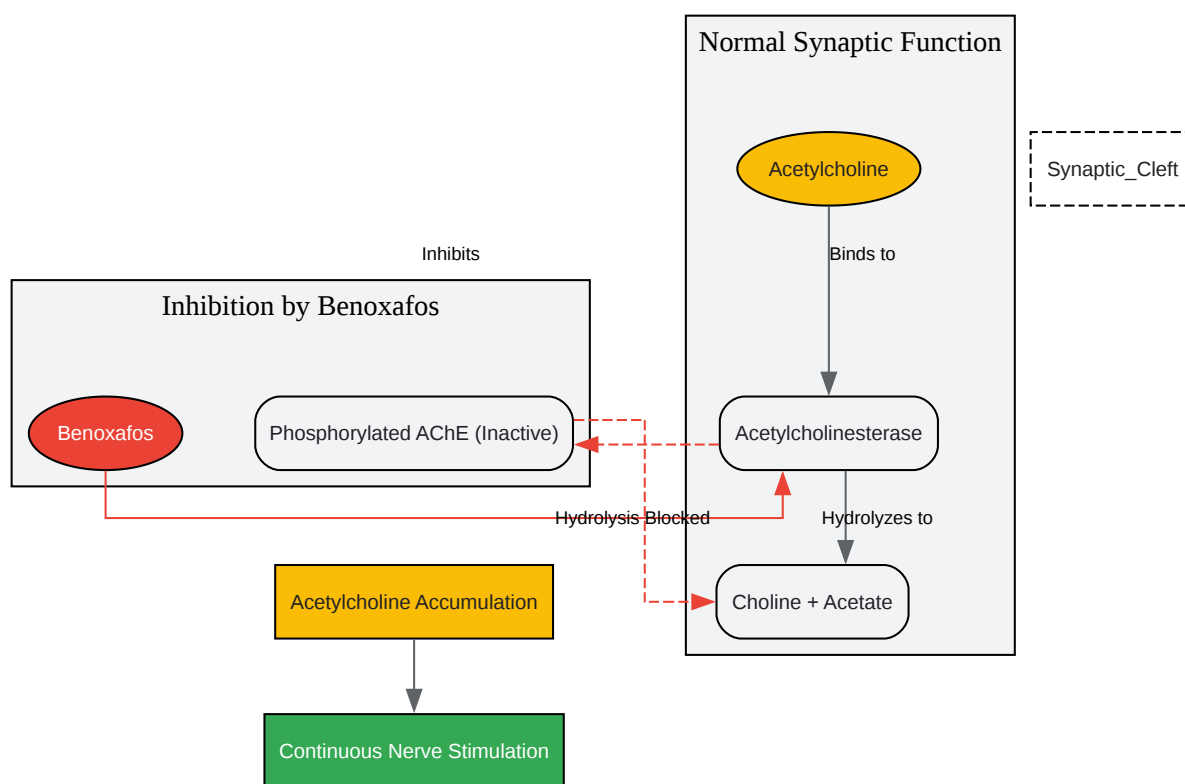 Normal Synaptic Function
Acetylcholine
Synaptic_Cleft
Inhibits
Binds to
Inhibition by Benoxafos
Benoxafos
Phosphorylated AChE (Inactive)
Acetylcholinesterase
Hydrolysis Blocked
Hydrolyzes to
Acetylcholine Accumulation
Choline + Acetate
Continuous Nerve Stimulation